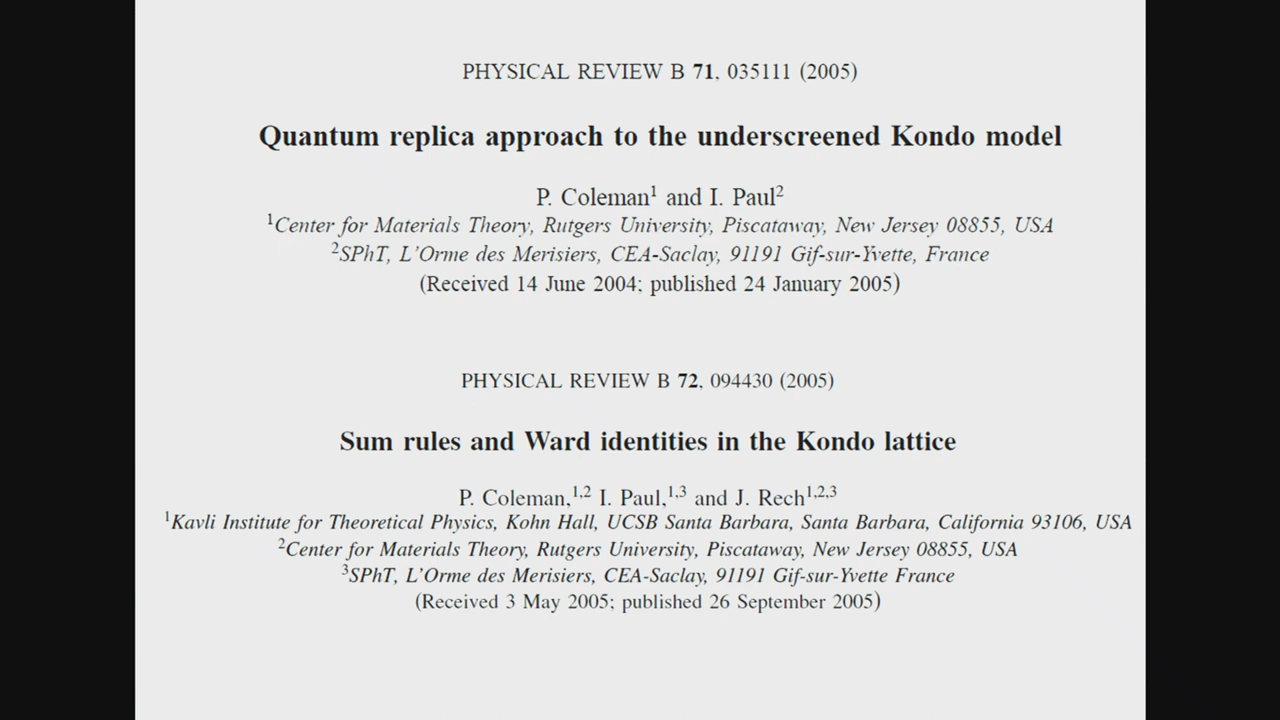 PHYSICAL REVIEW B 71, 035111 (2005)
Quantum replica approach to the underscreened Kondo model
P. Coleman¹ and I. Paul²
¹Center for Materials Theory, Rutgers University, Piscataway, New Jersey 08855, USA
²SPhT, L'Orme des Merisiers, CEA-Saclay, 91191 Gif-sur-Yvette, France
(Received 14 June 2004; published 24 January 2005)
PHYSICAL REVIEW B 72, 094430 (2005)
Sum rules and Ward identities in the Kondo lattice
P. Coleman,¹,² I. Paul,¹,³ and J. Rech¹,²,³
¹Kavli Institute for Theoretical Physics, Kohn Hall, UCSB Santa Barbara, Santa Barbara, California 93106, USA
²Center for Materials Theory, Rutgers University, Piscataway, New Jersey 08855, USA
³SPhT, L'Orme des Merisiers, CEA-Saclay, 91191 Gif-sur-Yvette France
(Received 3 May 2005; published 26 September 2005)